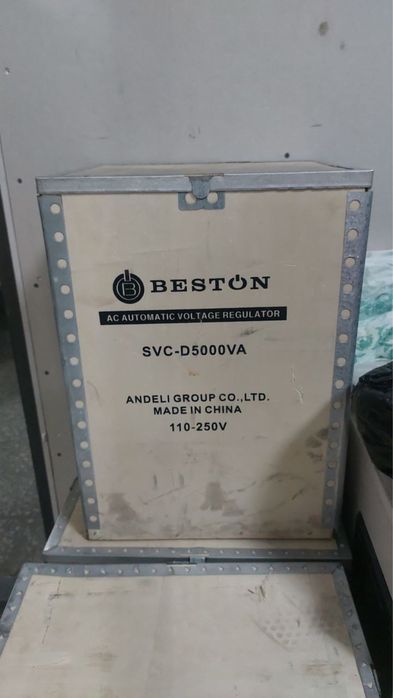 BESTON
AC AUTOMATIC VOLTAGE REGULATOR
SVC-D5000VA
ANDELI GROUP CO.,LTD.
MADE IN CHINA
110-250V